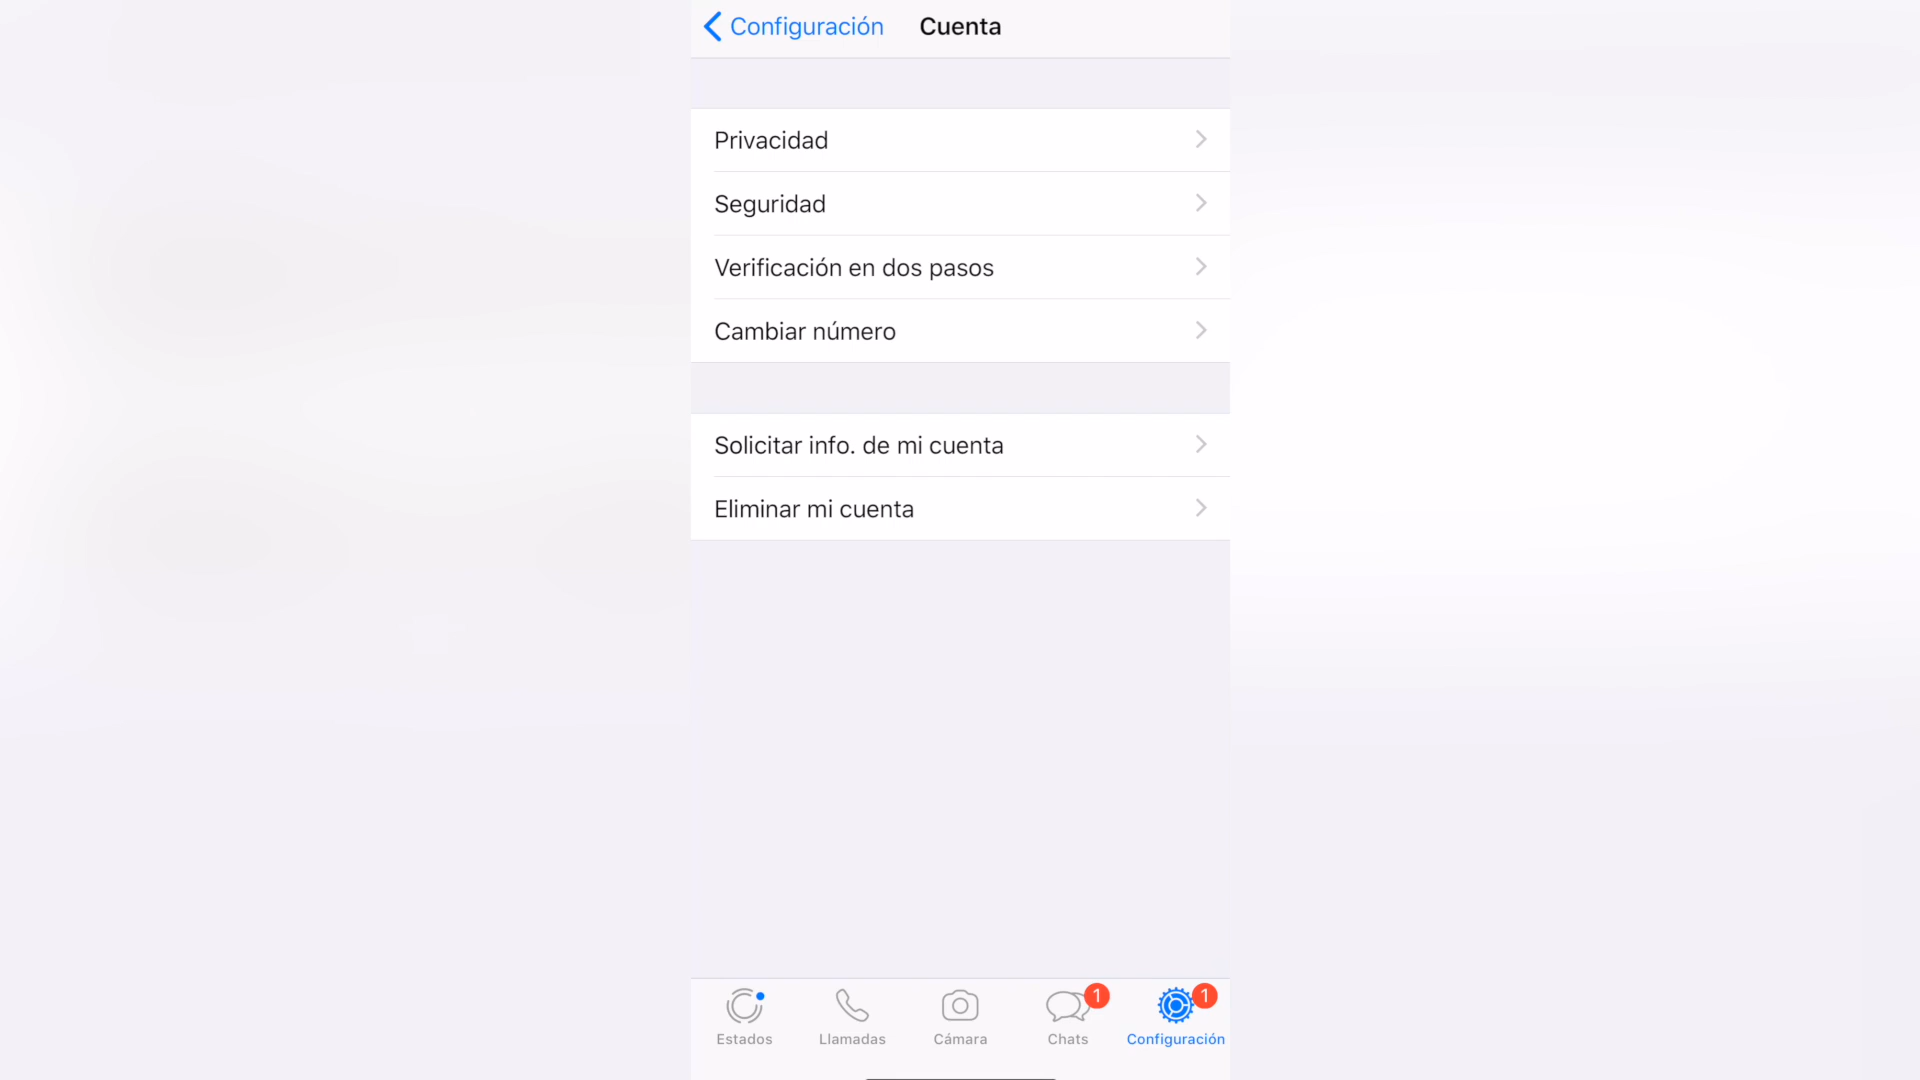 Configuración Cuenta
Privacidad
Seguridad
Verificación en dos pasos
Cambiar número
Solicitar info. de mi cuenta
Eliminar mi cuenta
1 1
Estados Llamadas Cámara Chats Configuración